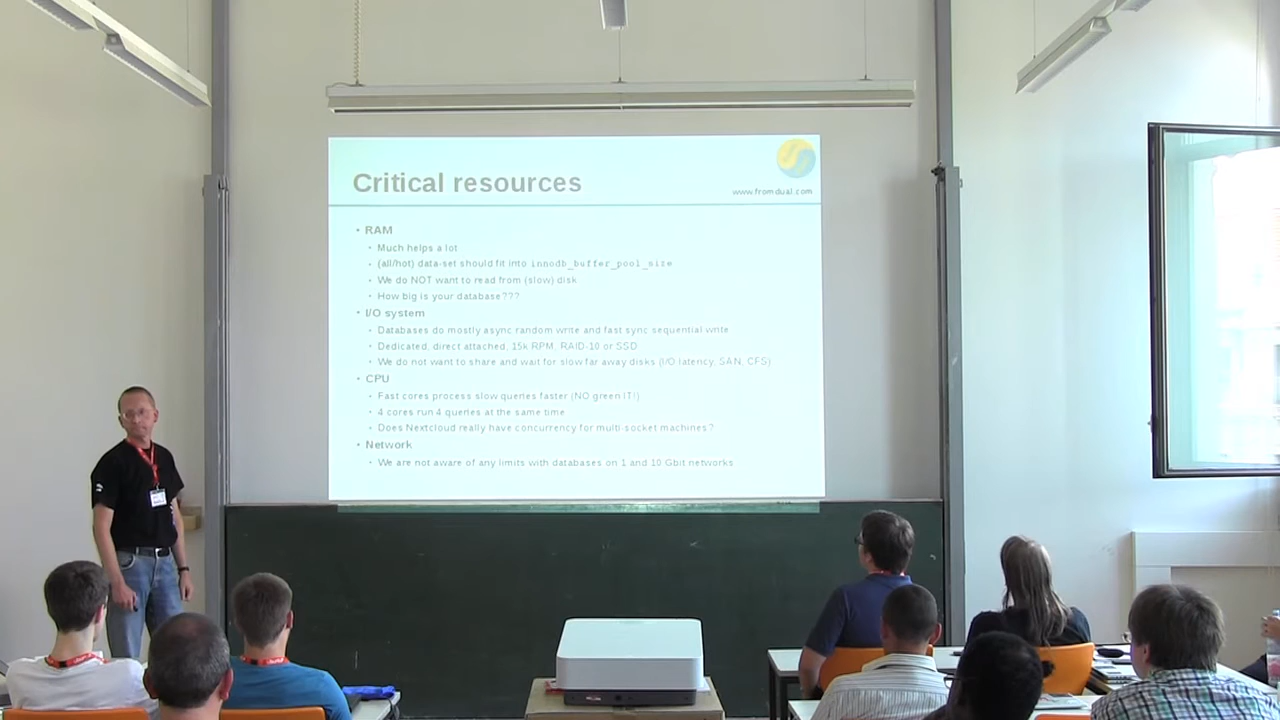 Critical resources
www.fromdual.com
• RAM
• Much helps a lot
• (all/hot) data-set should fit into innodb_buffer_pool_size
• We do NOT want to read from (slow) disk
• How big is your database???
• I/O system
• Databases do mostly async random write and fast sync sequential write
• Dedicated, direct attached, 15k RPM, RAID-10 or SSD
• We do not want to share and wait for slow far away disks (I/O latency, SAN, CFS)
• CPU
• Fast cores process slow queries faster (NO green IT!)
• 4 cores run 4 queries at the same time
• Does Nextcloud really have concurrency for multi-socket machines?
• Network
• We are not aware of any limits with databases on 1 and 10 Gbit networks